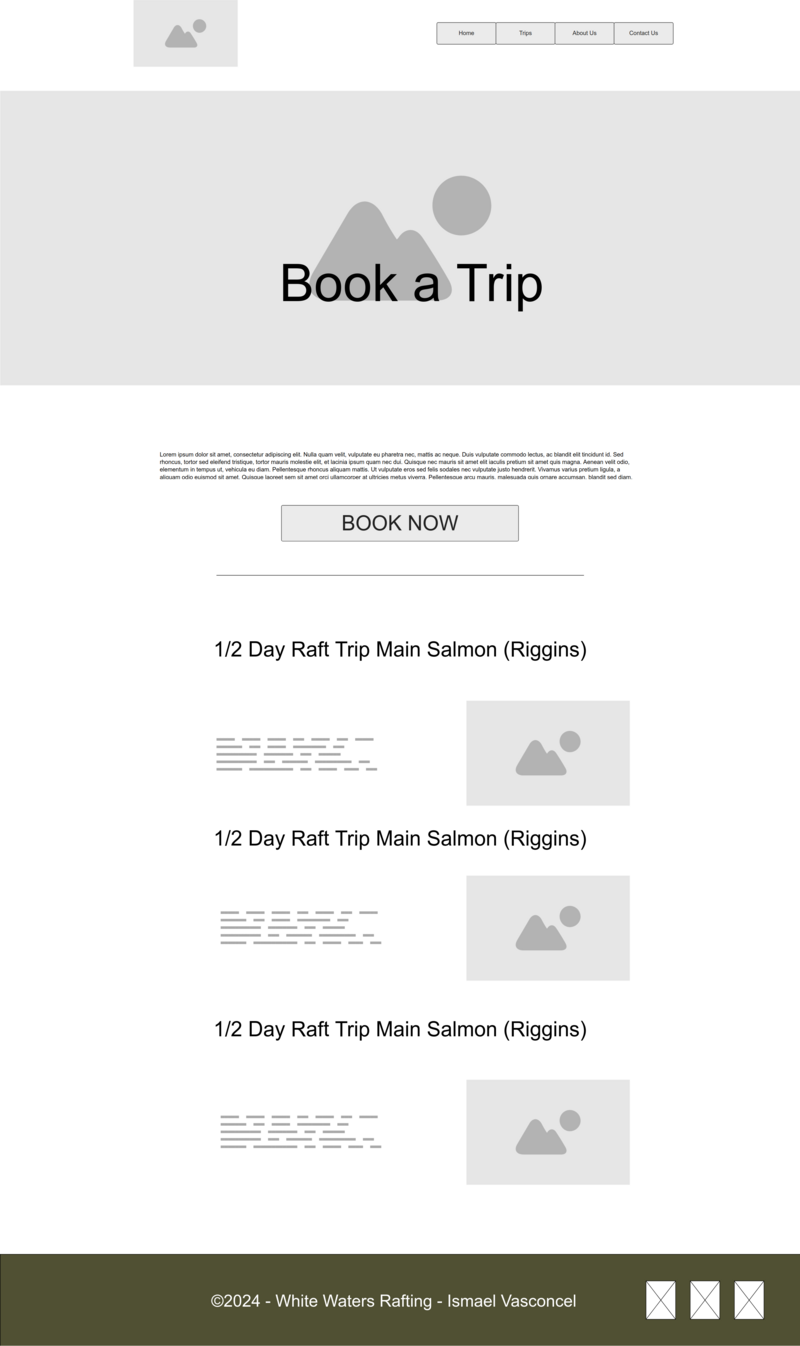 Home
Trips
About Us
Contact Us
Book a Trip
Lorem ipsum dolor sit amet, consectetur adipiscing elit. Nulla quam velit, vulputate eu pharetra nec, mattis ac neque. Duis vulputate commodo lectus, ac blandit elit tincidunt id. Sed
rhoncus, tortor sed eleifend tristique, tortor mauris molestie elit, et lacinia ipsum quam nec dui. Quisque nec mauris sit amet elit iaculis pretium sit amet quis magna. Aenean velit odio,
elementum in tempus ut, vehicula eu diam. Pellentesque rhoncus aliquam mattis. Ut vulputate eros sed felis sodales nec vulputate justo hendrerit. Vivamus varius pretium ligula, a
aliquam odio euismod sit amet. Quisque laoreet sem sit amet orci ullamcorper at ultricies metus viverra. Pellentesque arcu mauris, malesuada quis ornare accumsan, blandit sed diam.
BOOK NOW
1/2 Day Raft Trip Main Salmon (Riggins)
1/2 Day Raft Trip Main Salmon (Riggins)
1/2 Day Raft Trip Main Salmon (Riggins)
©2024 - White Waters Rafting - Ismael Vasconcel